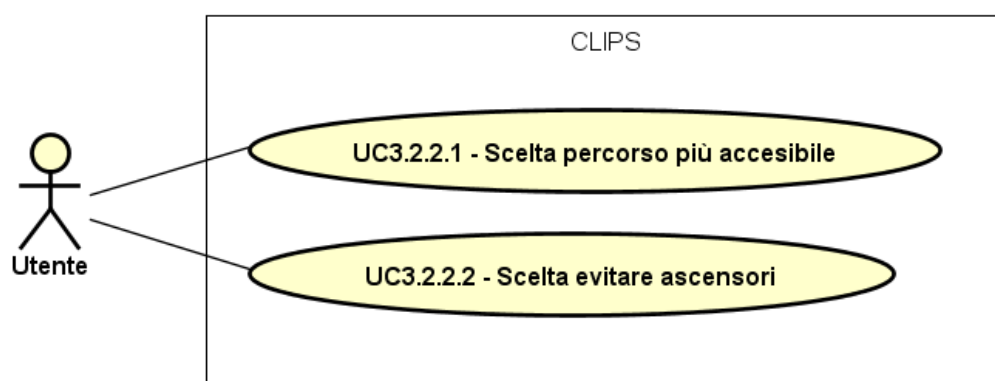 CLIPS
UC3.2.2.1 - Scelta percorso più accesibile
Utente
UC3.2.2.2 - Scelta evitare ascensori